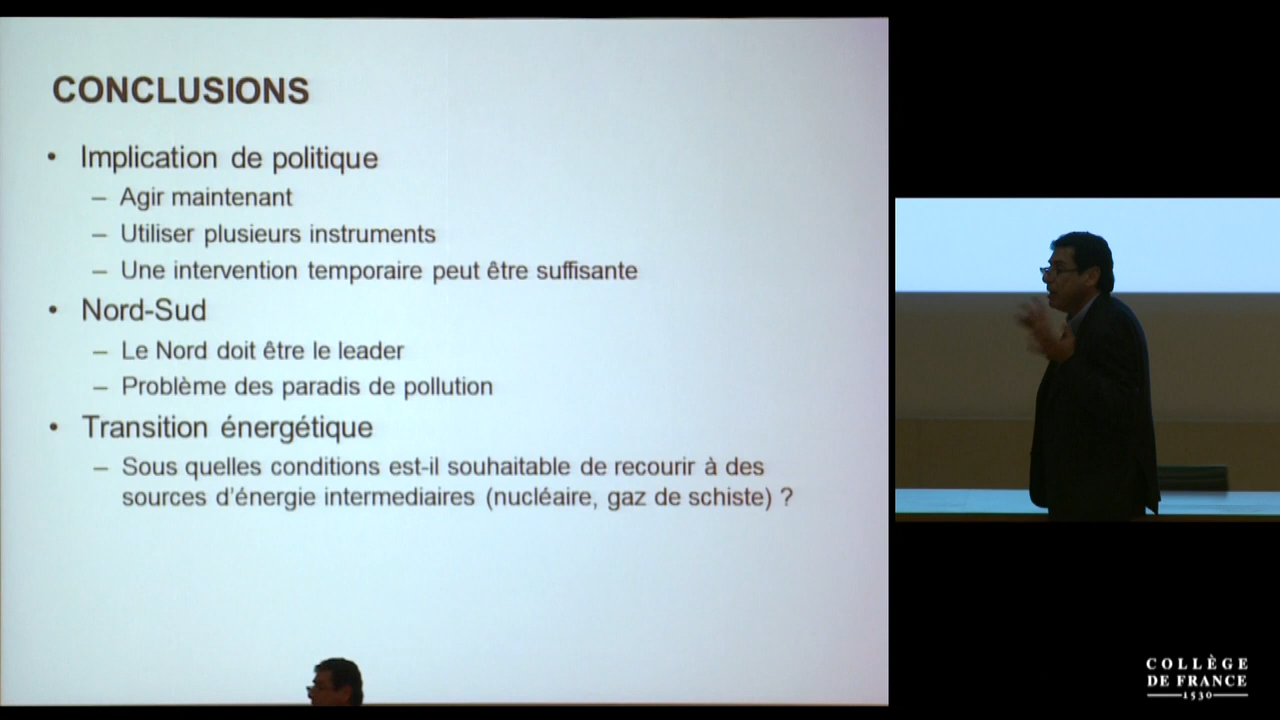 CONCLUSIONS
• Implication de politique
– Agir maintenant
– Utiliser plusieurs instruments
– Une intervention temporaire peut être suffisante
• Nord-Sud
– Le Nord doit être le leader
– Problème des paradis de pollution
• Transition énergétique
– Sous quelles conditions est-il souhaitable de recourir à des
sources d'énergie intermediaires (nucléaire, gaz de schiste) ?
COLLÈGE
DE FRANCE
1530